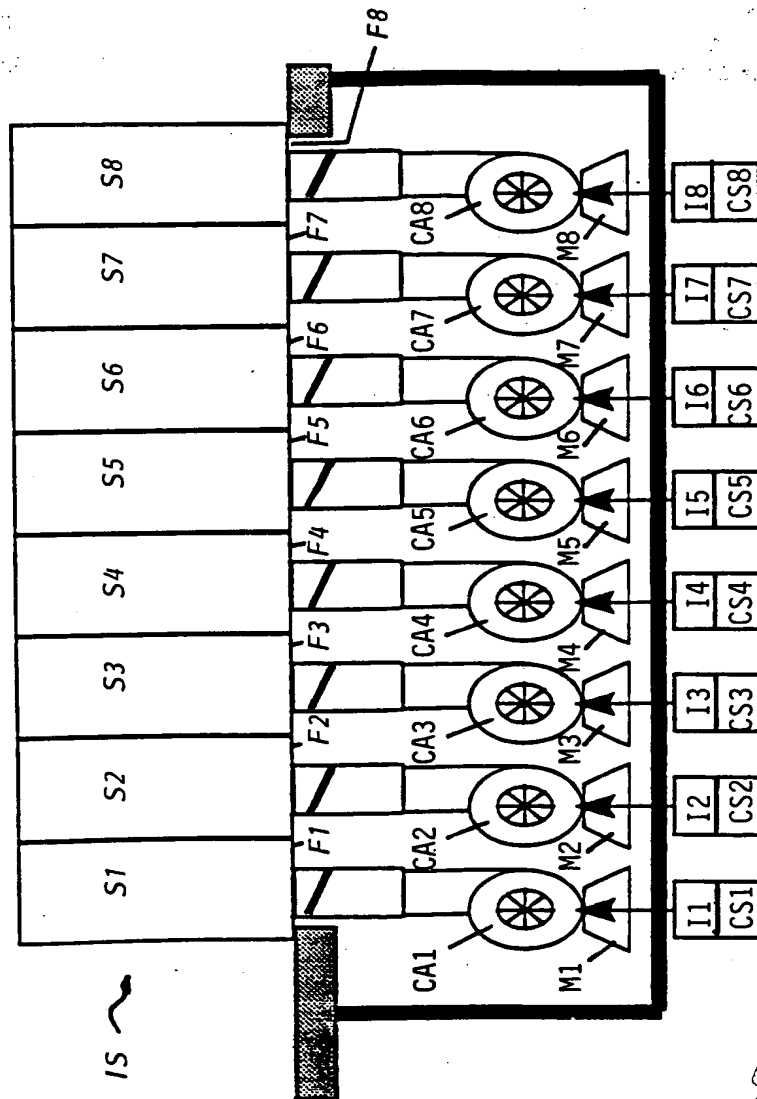 IS
S1 S2 S3 S4 S5 S6 S7 S8
F1 F2 F3 F4 F5 F6 F7 F8
CA1 CA2 CA3 CA4 CA5 CA6 CA7 CA8
M1 M2 M3 M4 M5 M6 M7 M8
I1 I2 I3 I4 I5 I6 I7 I8
CS1 CS2 CS3 CS4 CS5 CS6 CS7 CS8